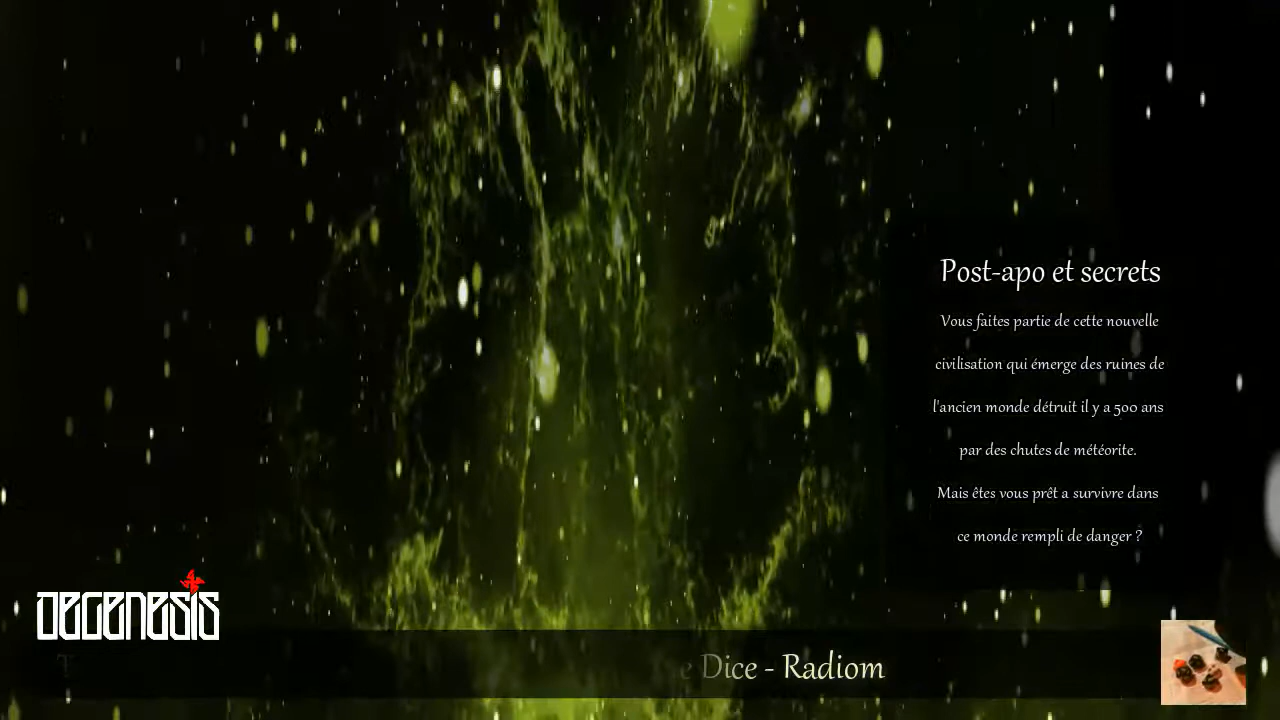 Post-apo et secrets
Vous faites partie de cette nouvelle
civilisation qui émerge des ruines de
l'ancien monde détruit il y a 500 ans
par des chutes de météorite.
Mais êtes vous prêt a survivre dans
ce monde rempli de danger ?
DEGENESIS
T
e Dice - Radiom